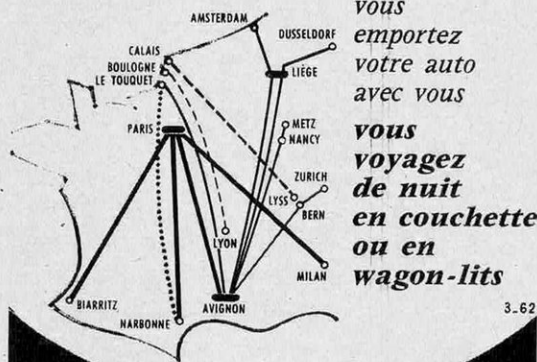 vous
emportez
votre auto
avec vous
vous
voyagez
de nuit
en couchette
ou en
wagon-lits
AMSTERDAM
DUSSELDORF
CALAIS
BOULOGNE
LE TOUQUET
LIÈGE
PARIS
METZ
NANCY
ZURICH
LYSS
BERN
LYON
MILAN
BIARRITZ
AVIGNON
NARBONNE
3-62